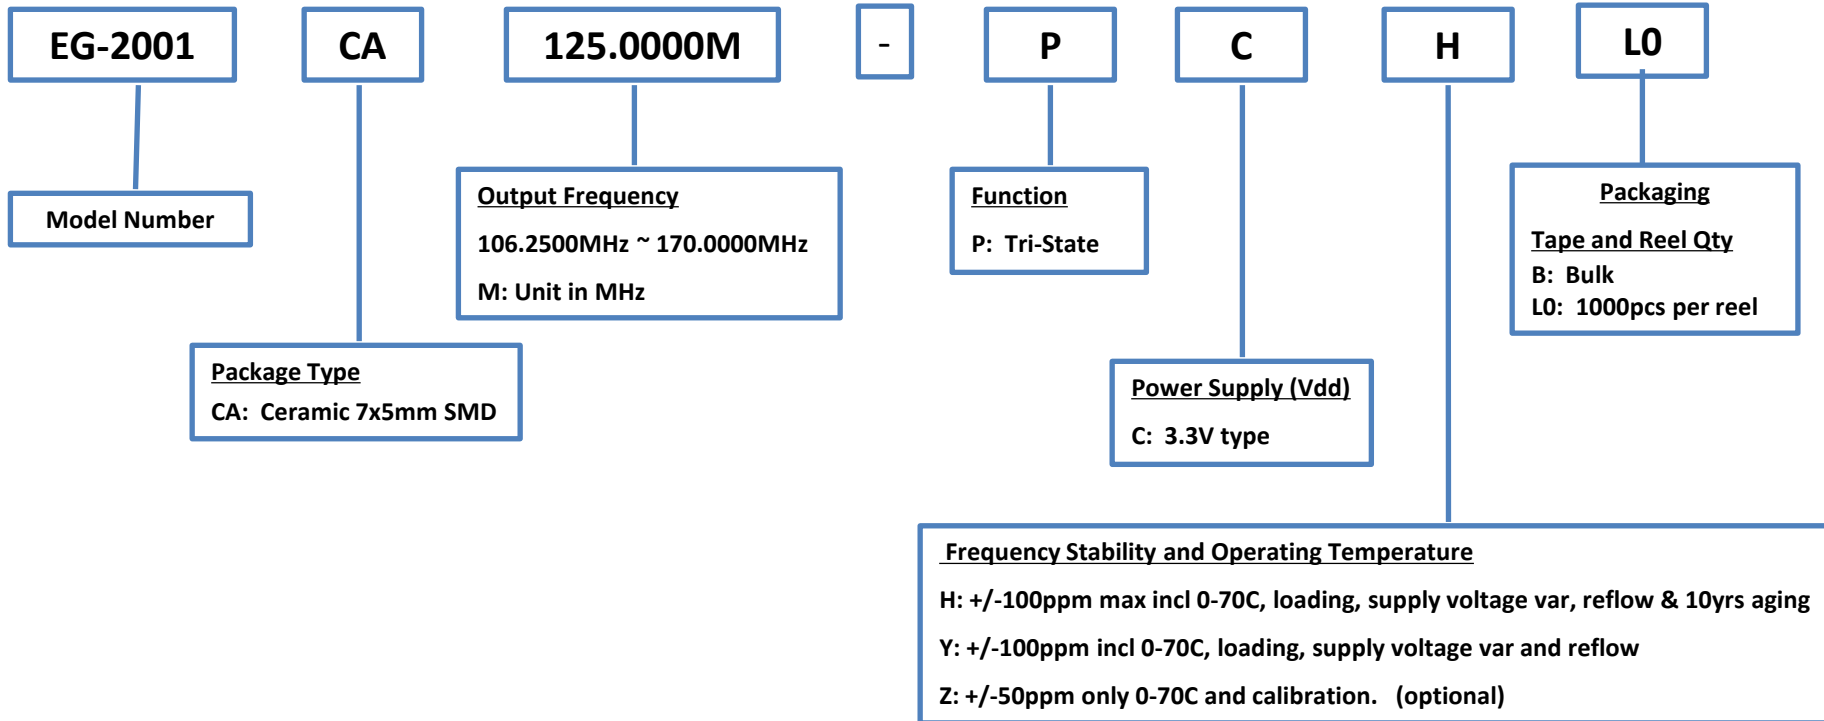 EG-2001 CA 125.0000M - P C H L0
Model Number
Output Frequency
106.2500MHz ~ 170.0000MHz
M: Unit in MHz
Function
P: Tri-State
Packaging
Tape and Reel Qty
B: Bulk
L0: 1000pcs per reel
Package Type
CA: Ceramic 7x5mm SMD
Power Supply (Vdd)
C: 3.3V type
Frequency Stability and Operating Temperature
H: +/-100ppm max incl 0-70C, loading, supply voltage var, reflow & 10yrs aging
Y: +/-100ppm incl 0-70C, loading, supply voltage var and reflow
Z: +/-50ppm only 0-70C and calibration. (optional)